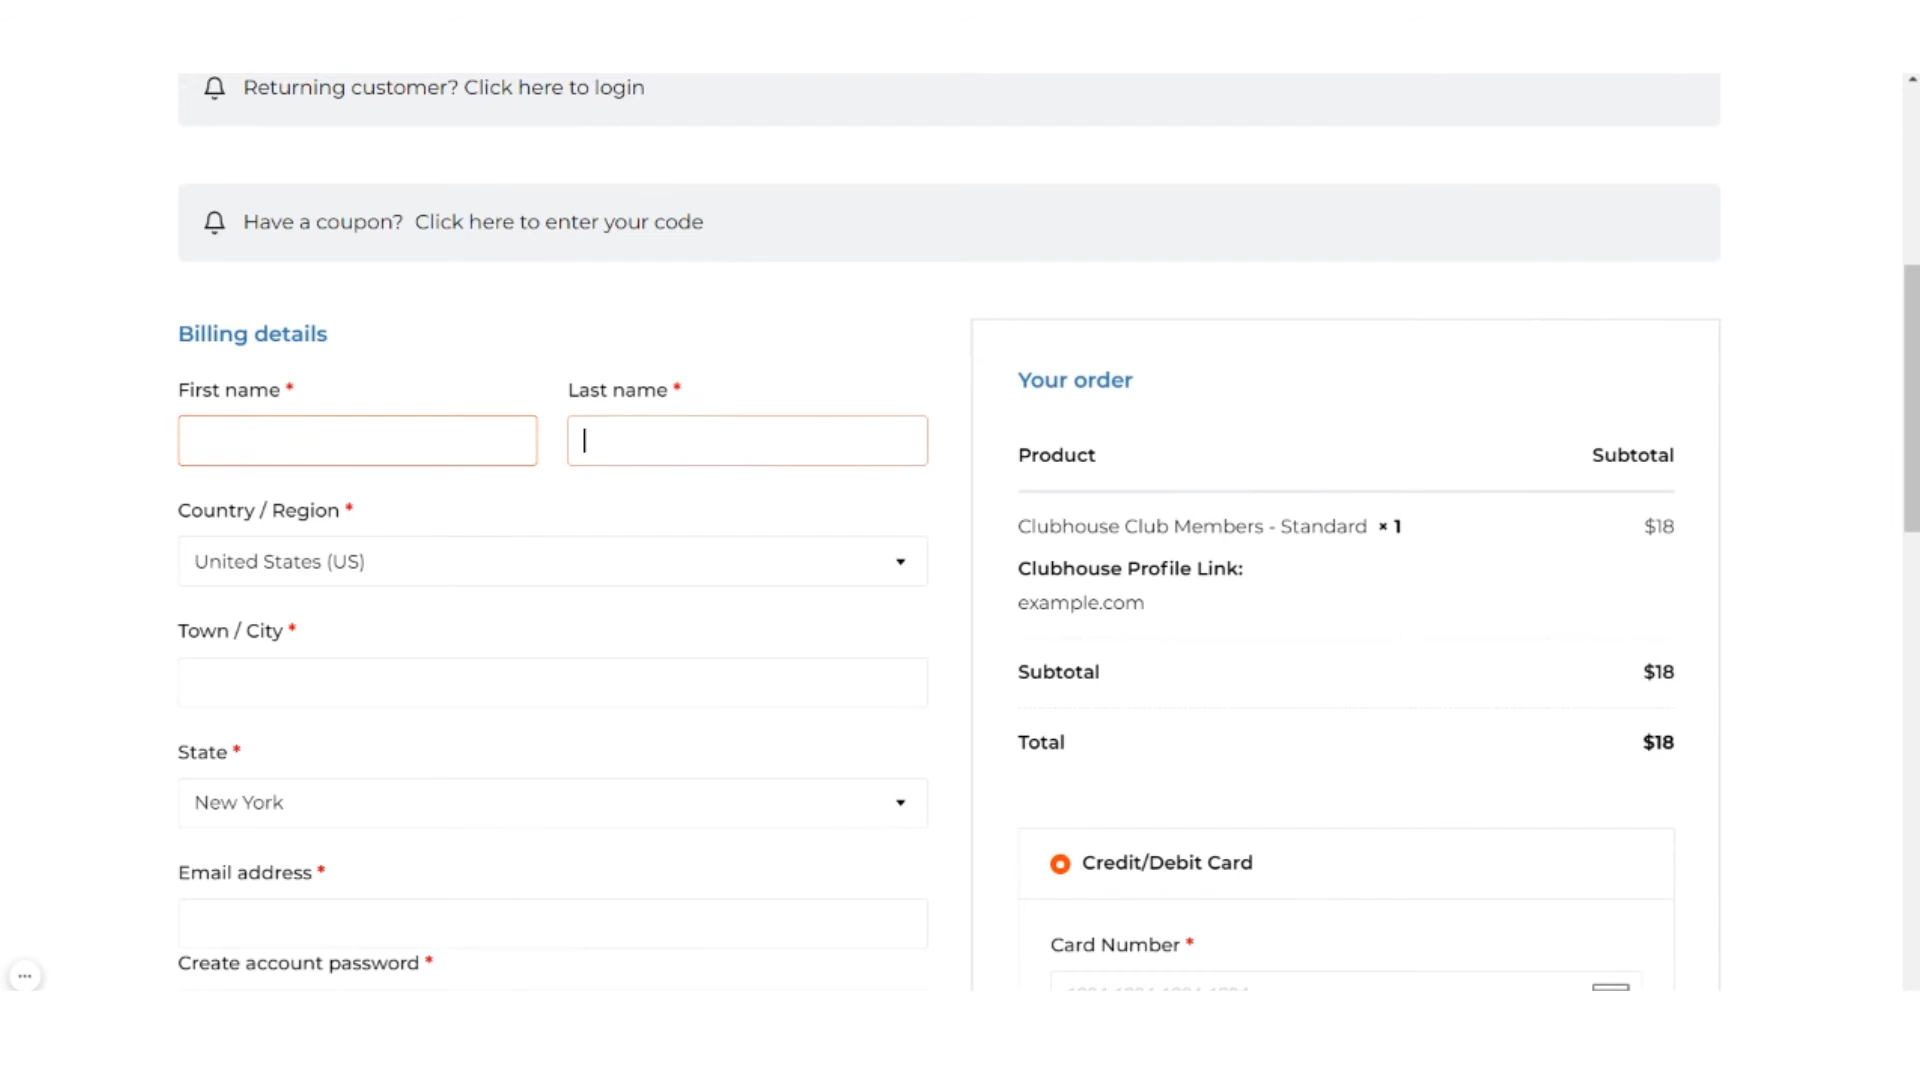 Returning customer? Click here to login
Have a coupon? Click here to enter your code
Billing details
First name *
Last name *
Country / Region *
United States (US)
Town / City *
State *
New York
Email address *
Create account password *
Your order
Product Subtotal
Clubhouse Club Members - Standard × 1 $18
Clubhouse Profile Link:
example.com
Subtotal $18
Total $18
Credit/Debit Card
Card Number *